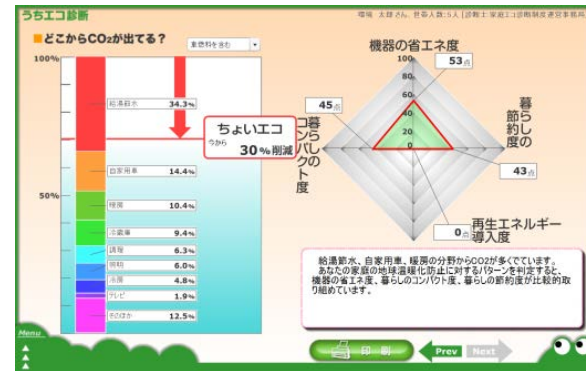 うちエコ診断
環境 太郎さん、世帯人数:5人 [診断士:家庭エコ診断制度運営事務局]
■どこからCO2が出てる?
車燃料を含む
100%
50%
給湯節水 34.3%
自家用車 14.4%
暖房 10.4%
冷蔵庫 9.4%
調理 6.3%
照明 6.0%
冷房 4.8%
テレビ 1.9%
そのほか 12.5%
ちょいエコ
今から 30%削減
機器の省エネ度
53点
100
80
60
40
20
0
45点
暮らしの
コンパクト度
暮らしの
節約度
43点
0点
再生エネルギー
導入度
給湯節水、自家用車、暖房の分野からCO2が多くでています。
あなたの家庭の地球温暖化防止に対するパターンを判定すると、
機器の省エネ度、暮らしのコンパクト度、暮らしの節約度が比較的取
り組めています。
Menu
印刷
Prev
Next